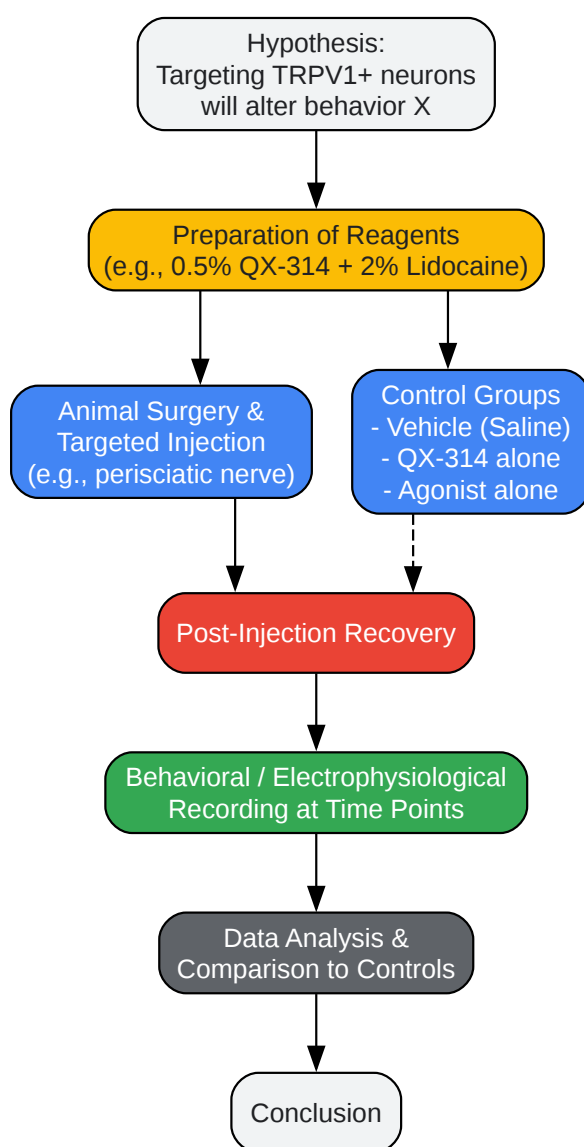 Hypothesis:
Targeting TRPV1+ neurons
will alter behavior X
Preparation of Reagents
(e.g., 0.5% QX-314 + 2% Lidocaine)
Animal Surgery &
Targeted Injection
(e.g., perisciatic nerve)
Control Groups
- Vehicle (Saline)
- QX-314 alone
- Agonist alone
Post-Injection Recovery
Behavioral / Electrophysiological
Recording at Time Points
Data Analysis &
Comparison to Controls
Conclusion